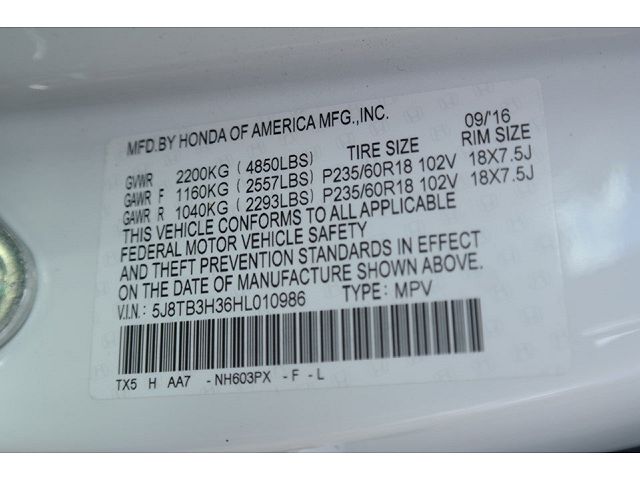 MFD.BY HONDA OF AMERICA MFG.,INC. 09/16
TIRE SIZE RIM SIZE
GVWR 2200KG ( 4850LBS)
GAWR F 1160KG ( 2557LBS) P235/60R18 102V 18X7.5J
GAWR R 1040KG ( 2293LBS) P235/60R18 102V 18X7.5J
THIS VEHICLE CONFORMS TO ALL APPLICABLE
FEDERAL MOTOR VEHICLE SAFETY
AND THEFT PREVENTION STANDARDS IN EFFECT
ON THE DATE OF MANUFACTURE SHOWN ABOVE.
V.I.N.: 5J8TB3H36HL010986 TYPE: MPV
TX5 H AA7 -NH603PX -F -L